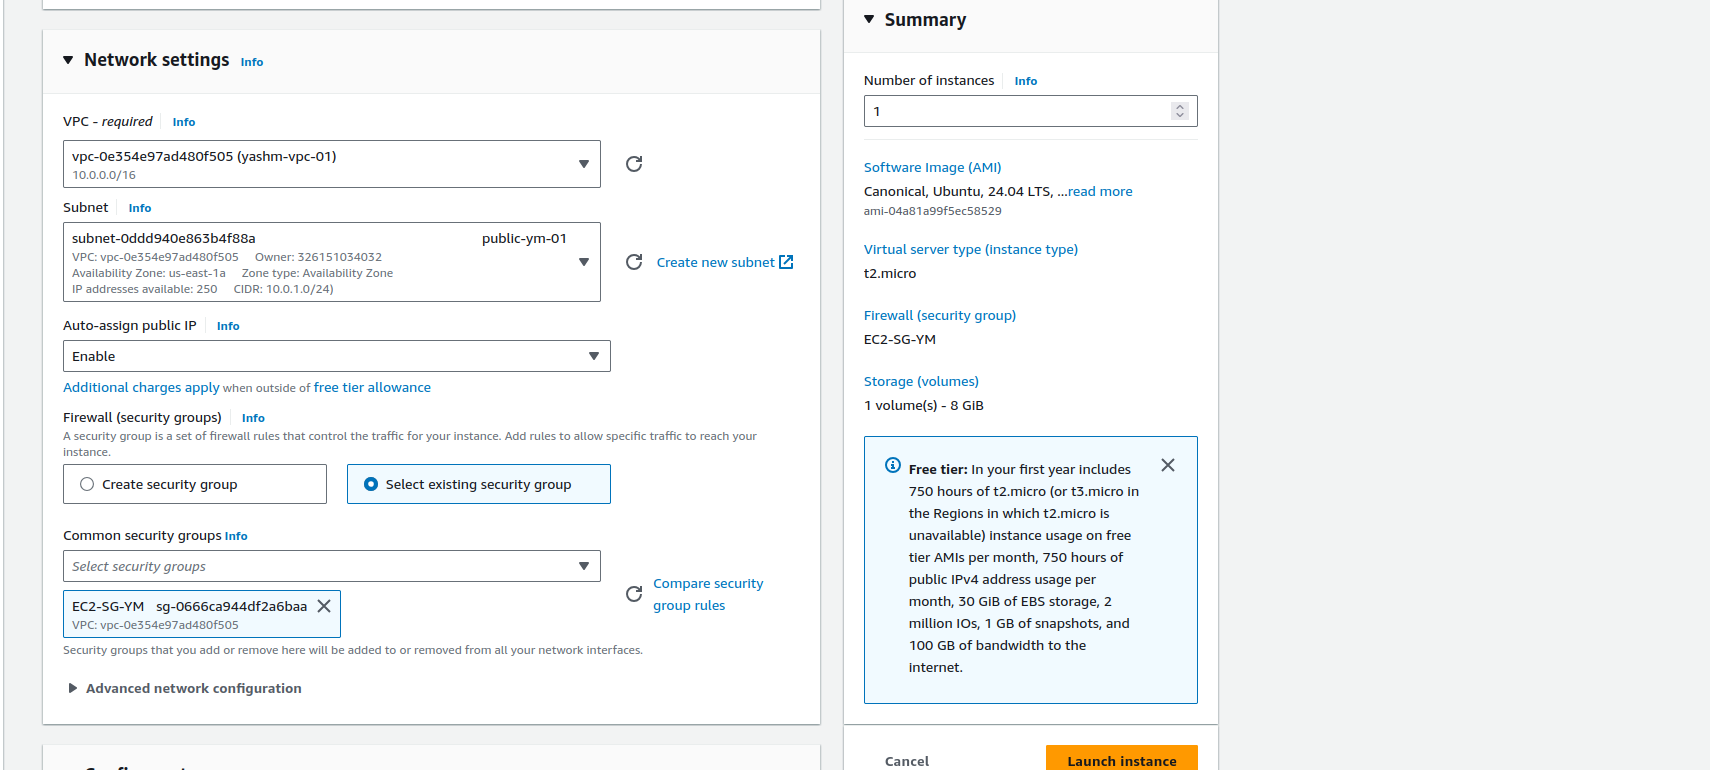 Network settings Info
VPC - required Info
vpc-0e354e97ad480f505 (yashm-vpc-01)
10.0.0.0/16
Subnet Info
subnet-0ddd940e863b4f88a public-ym-01
VPC: vpc-0e354e97ad480f505 Owner: 326151034032
Availability Zone: us-east-1a Zone type: Availability Zone
IP addresses available: 250 CIDR: 10.0.1.0/24)
Create new subnet
Auto-assign public IP Info
Enable
Additional charges apply when outside of free tier allowance
Firewall (security groups) Info
A security group is a set of firewall rules that control the traffic for your instance. Add rules to allow specific traffic to reach your
instance.
Create security group
Select existing security group
Common security groups Info
Select security groups
EC2-SG-YM sg-0666ca944df2a6baa
VPC: vpc-0e354e97ad480f505
Compare security
group rules
Security groups that you add or remove here will be added to or removed from all your network interfaces.
Advanced network configuration
Summary
Number of instances Info
1
Software Image (AMI)
Canonical, Ubuntu, 24.04 LTS, ...read more
ami-04a81a99f5ec58529
Virtual server type (instance type)
t2.micro
Firewall (security group)
EC2-SG-YM
Storage (volumes)
1 volume(s) - 8 GiB
Free tier: In your first year includes
750 hours of t2.micro (or t3.micro in
the Regions in which t2.micro is
unavailable) instance usage on free
tier AMIs per month, 750 hours of
public IPv4 address usage per
month, 30 GiB of EBS storage, 2
million IOs, 1 GB of snapshots, and
100 GB of bandwidth to the
internet.
Cancel
Launch instance